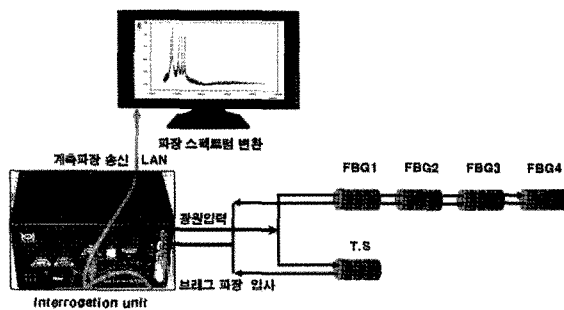 파장 스펙트럼 변환
계측파장 송신 LAN
FBG1 FBG2 FBG3 FBG4
광원입력
T.S
브래그 파장 입사
Interrogation unit